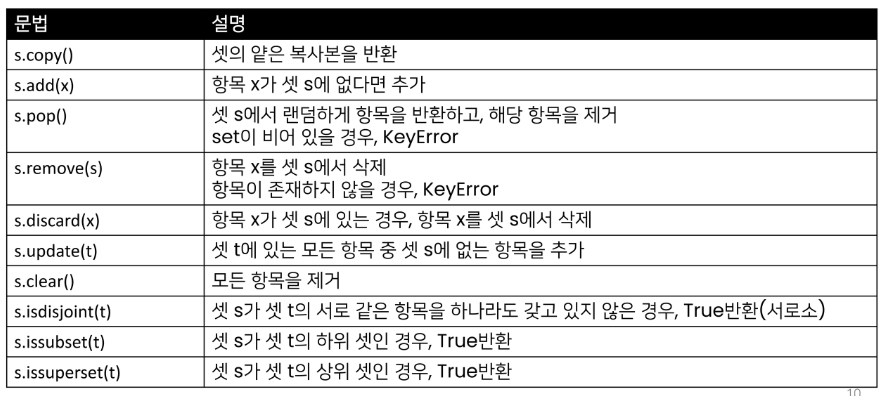 문법 설명
s.copy() 셋의 얕은 복사본을 반환
s.add(x) 항목 x가 셋 s에 없다면 추가
s.pop() 셋 s에서 랜덤하게 항목을 반환하고, 해당 항목을 제거
set이 비어 있을 경우, KeyError
s.remove(s) 항목 x를 셋 s에서 삭제
항목이 존재하지 않을 경우, KeyError
s.discard(x) 항목 x가 셋 s에 있는 경우, 항목 x를 셋 s에서 삭제
s.update(t) 셋 t에 있는 모든 항목 중 셋 s에 없는 항목을 추가
s.clear() 모든 항목을 제거
s.isdisjoint(t) 셋 s가 셋 t의 서로 같은 항목을 하나라도 갖고 있지 않은 경우, True반환(서로소)
s.issubset(t) 셋 s가 셋 t의 하위 셋인 경우, True반환
s.issuperset(t) 셋 s가 셋 t의 상위 셋인 경우, True반환
10